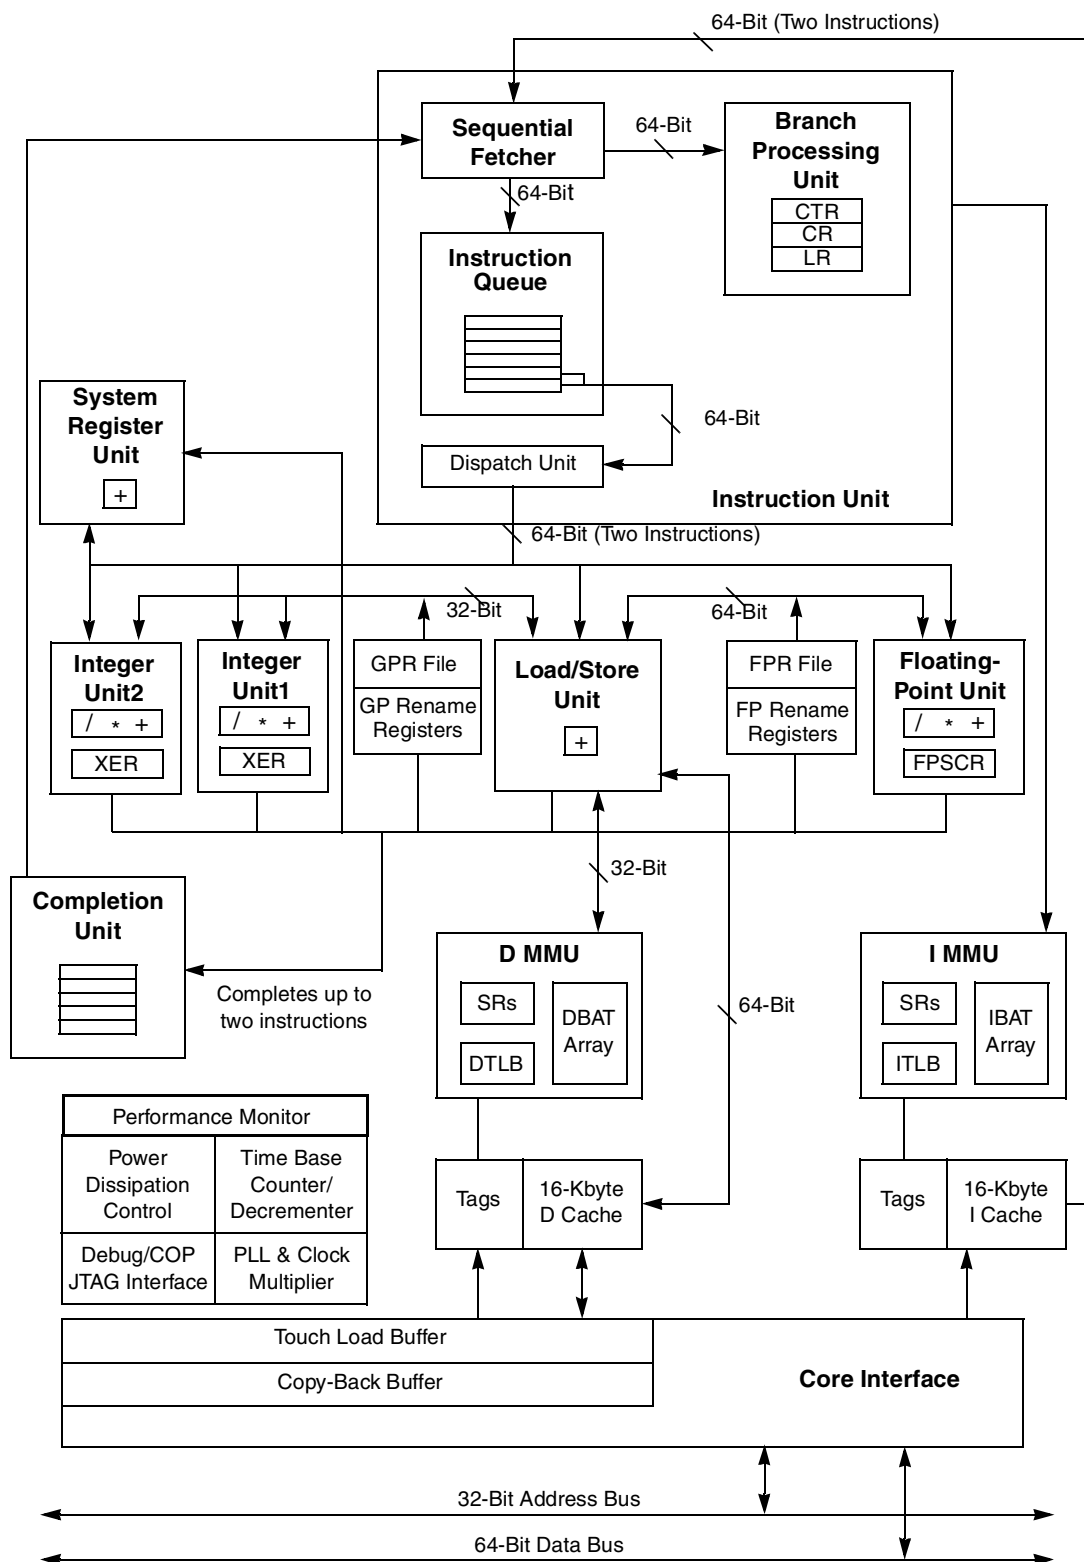 64-Bit (Two Instructions)
Sequential
Fetcher
64-Bit
Branch
Processing
Unit
CTR
CR
LR
64-Bit
Instruction
Queue
64-Bit
Dispatch Unit
Instruction Unit
System
Register
Unit
+
64-Bit (Two Instructions)
32-Bit
64-Bit
Integer
Unit2
/ * +
XER
Integer
Unit1
/ * +
XER
GPR File
GP Rename
Registers
Load/Store
Unit
+
FPR File
FP Rename
Registers
Floating-
Point Unit
/ * +
FPSCR
32-Bit
Completion
Unit
Completes up to
two instructions
D MMU
SRs
DTLB
DBAT
Array
64-Bit
I MMU
SRs
ITLB
IBAT
Array
Performance Monitor
Power
Dissipation
Control
Time Base
Counter/
Decrementer
Debug/COP
JTAG Interface
PLL & Clock
Multiplier
Tags
16-Kbyte
D Cache
Tags
16-Kbyte
I Cache
Touch Load Buffer
Copy-Back Buffer
Core Interface
32-Bit Address Bus
64-Bit Data Bus